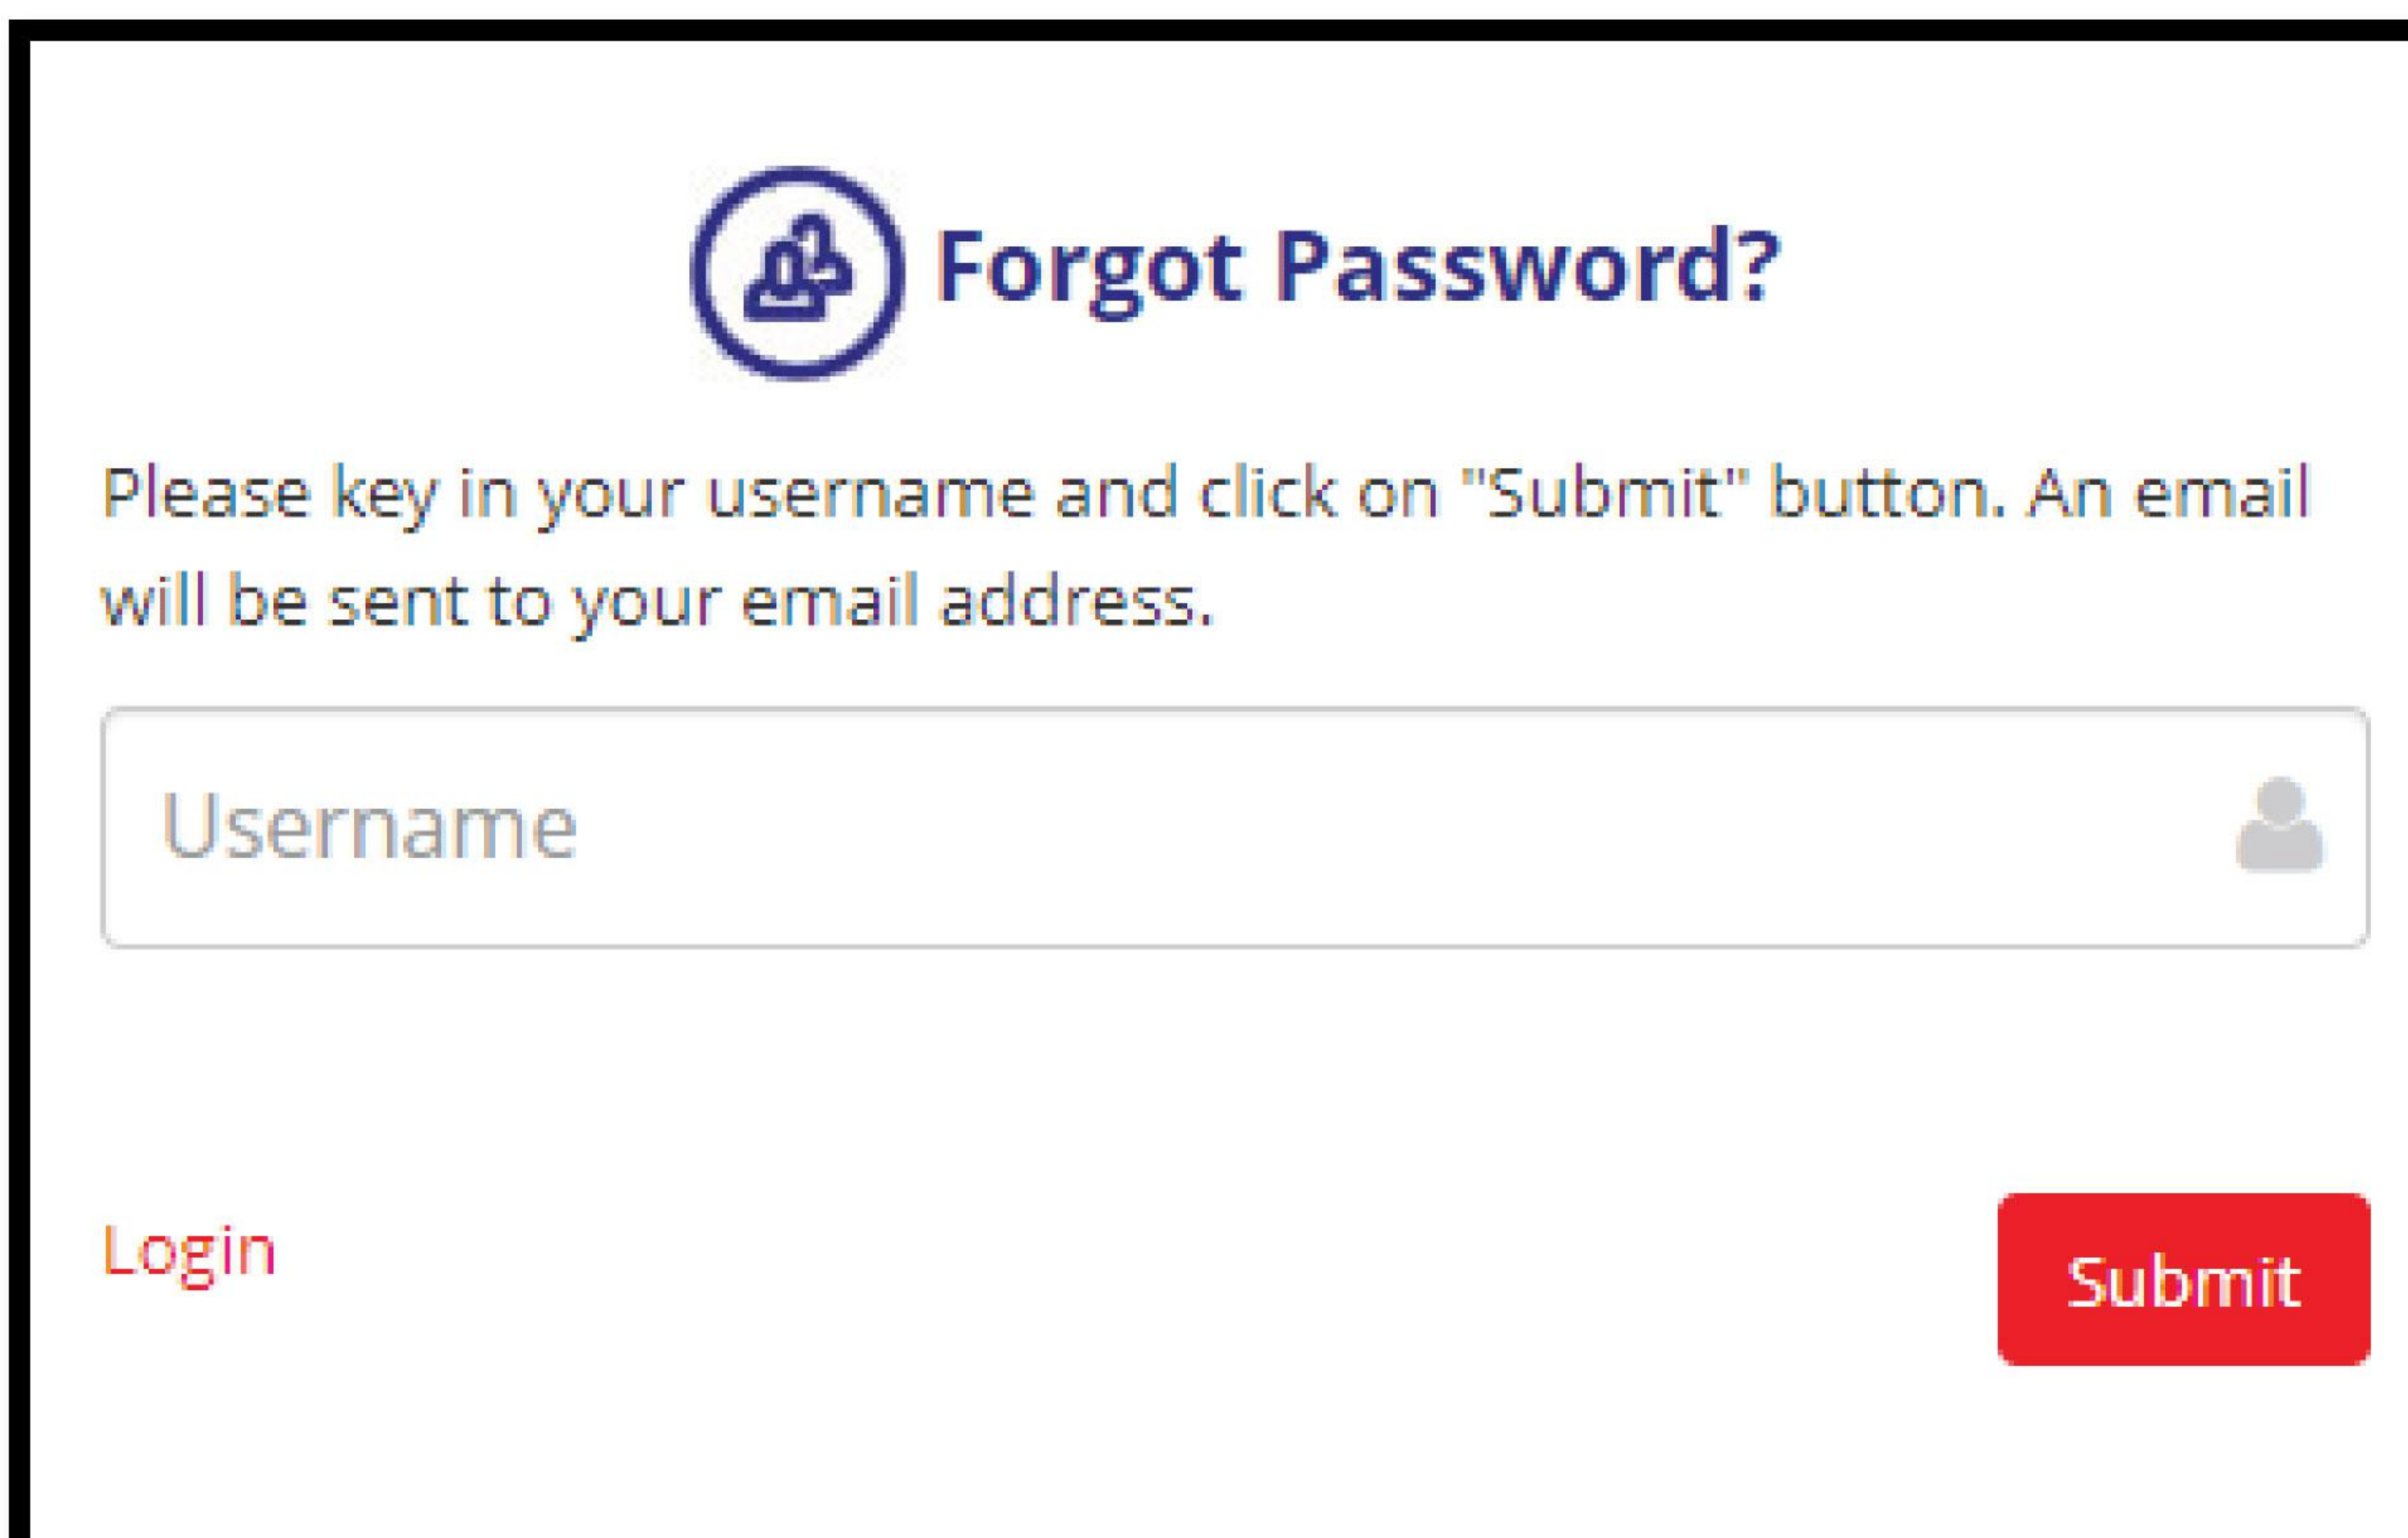 Forgot Password?
Please key in your username and click on "Submit" button. An email
will be sent to your email address.
Username
Login
Submit